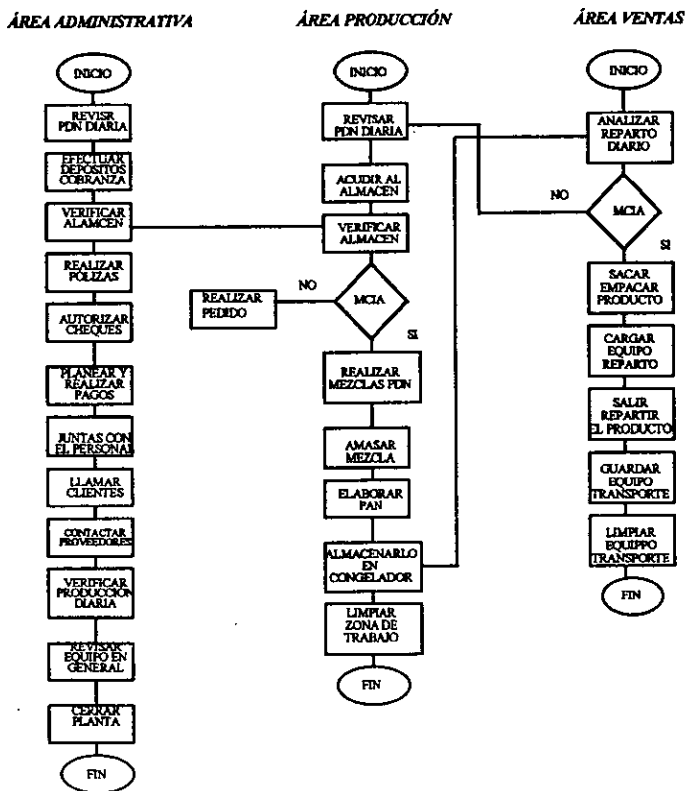 ÁREA ADMINISTRATIVA
INICIO
REVISR
PDN DIARIA
EFECTUAR
DEPOSITOS
COBRANZA
VERIFICAR
ALAMCEN
REALIZAR
PÓLIZAS
AUTORIZAR
CHEQUES
PLANEAR Y
REALIZAR
PAGOS
JUNTAS CON
EL PERSONAL
LLAMAR
CLIENTES
CONTACTAR
PROVEEDORES
VERIFICAR
PRODUCCION
DIARIA
REVISAR
EQUIPO EN
GENERAL
CERRAR
PLANTA
FIN
ÁREA PRODUCCIÓN
INICIO
REVISAR
PDN DIARIA
ACUDIR AL
ALMACEN
VERIFICAR
ALMACEN
MCIA
NO
REALIZAR
PEDIDO
SI
REALIZAR
MEZCLAS PDN
AMASAR
MEZCLA
ELABORAR
PAN
ALMACENARLO
EN
CONGELADOR
LIMPIAR
ZONA DE
TRABAJO
FIN
ÁREA VENTAS
INICIO
ANALIZAR
REPARTO
DIARIO
NO
MCIA
SI
SACAR
EMPACAR
PRODUCTO
CARGAR
EQUIPO
REPARTO
SALIR
REPARTIR
EL PRODUCTO
GUARDAR
EQUIPO
TRANSPORTE
LIMPIAR
EQUIPPO
TRANSPORTE
FIN